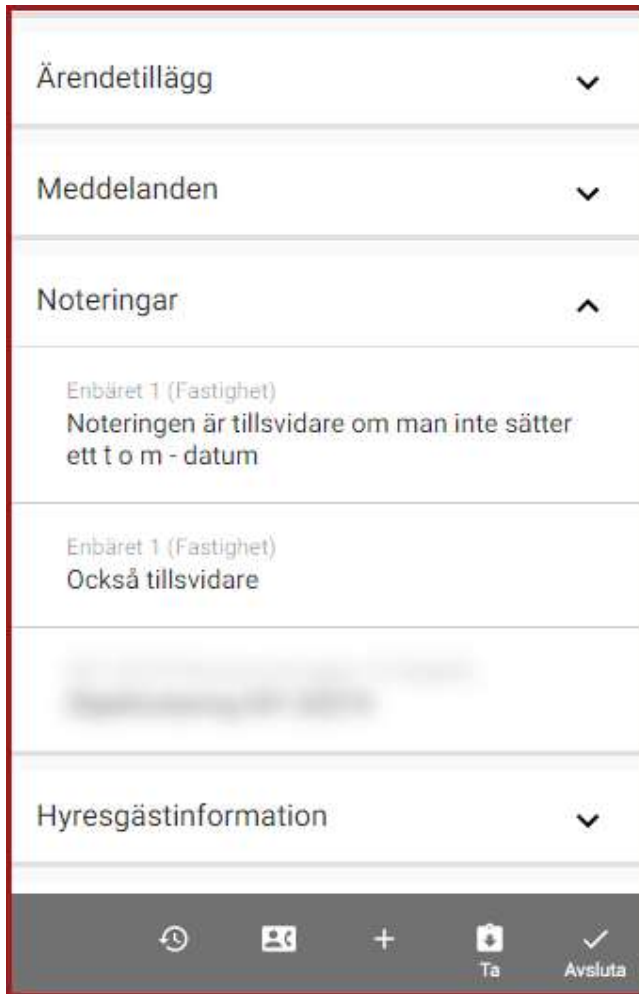 Ärendetillägg
Meddelanden
Noteringar
Enbäret 1 (Fastighet)
Noteringen är tillsvidare om man inte sätter
ett t o m - datum
Enbäret 1 (Fastighet)
Också tillsvidare
Hyresgästinformation
Ta
Avsluta